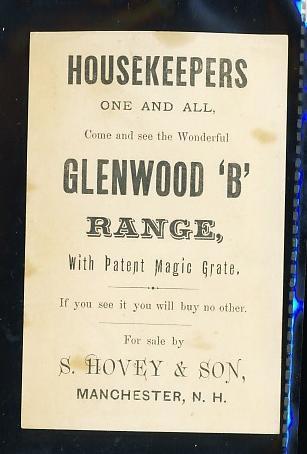 HOUSEKEEPERS
ONE AND ALL,
Come and see the Wonderful
GLENWOOD 'B'
RANGE,
With Patent Magic Grate.
If you see it you will buy no other.
For sale by
S. HOVEY & SON,
MANCHESTER, N. H.